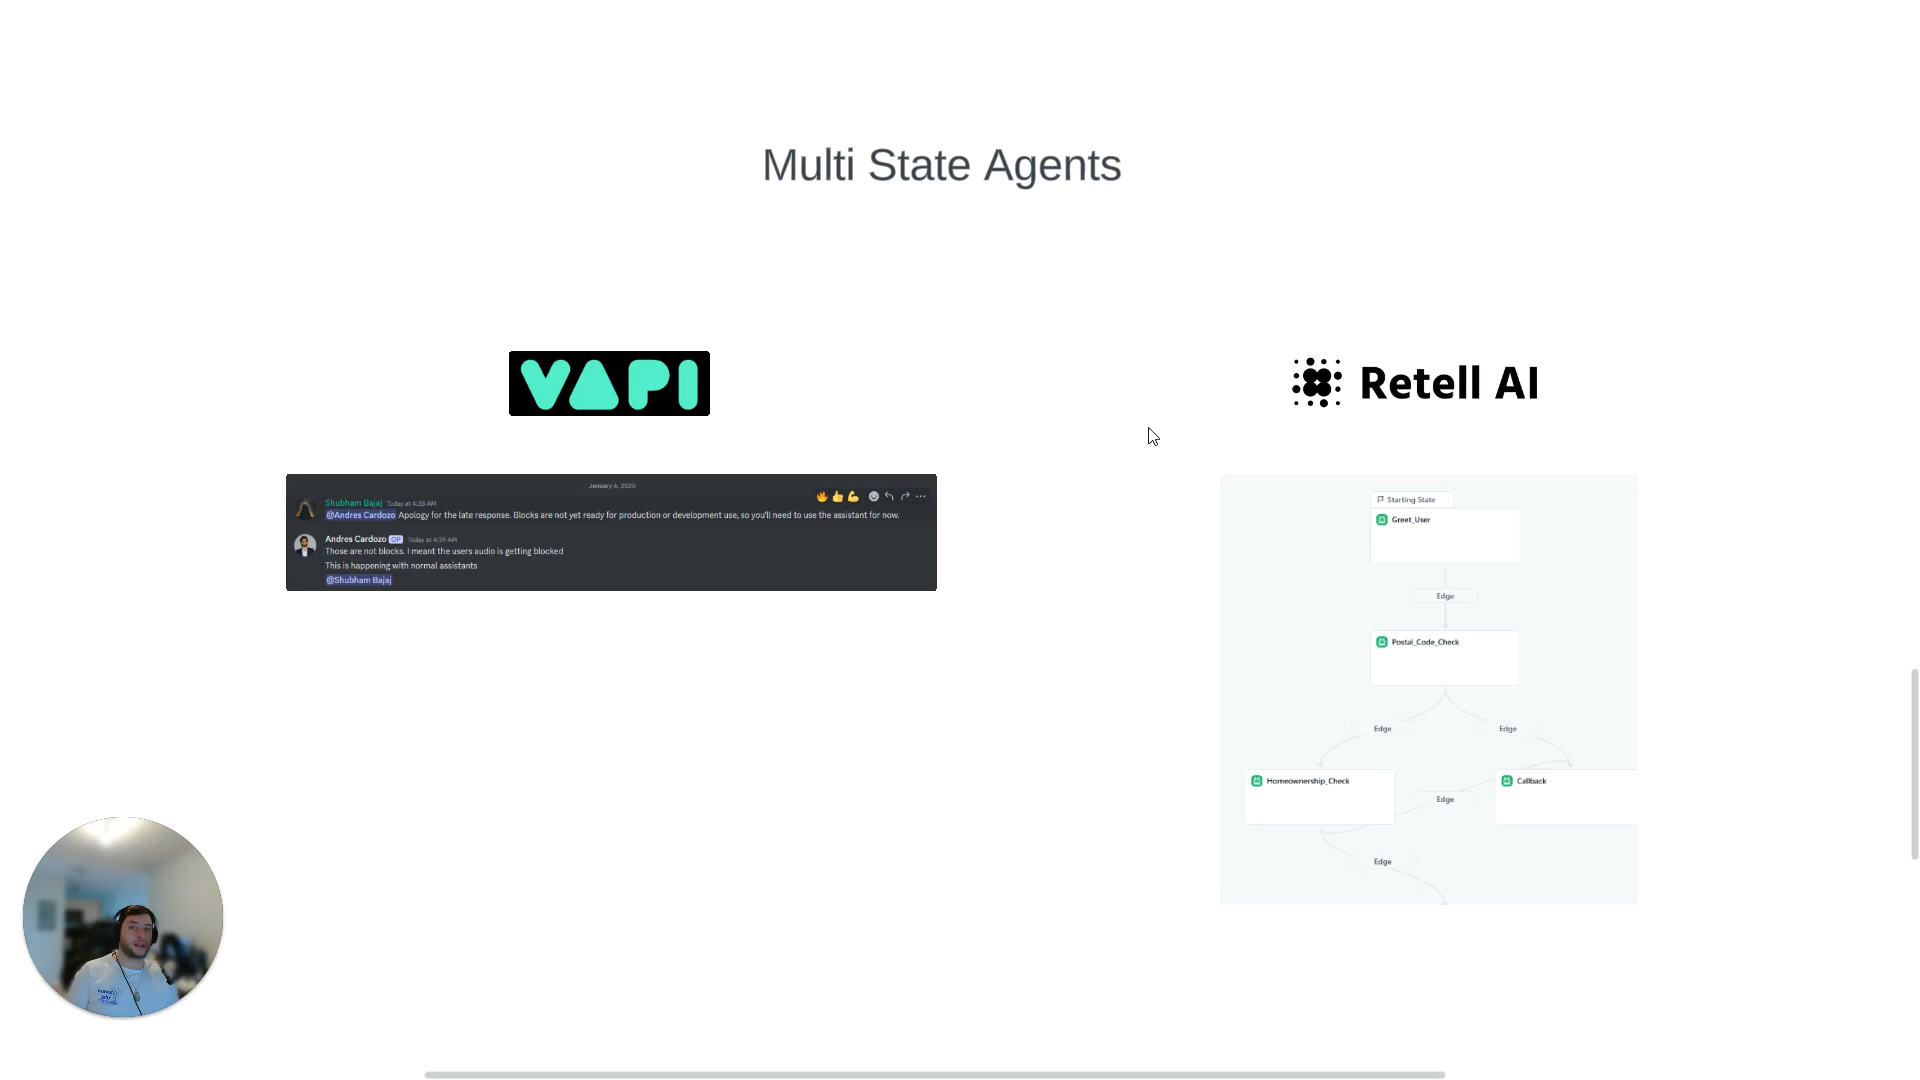 Multi State Agents
VAPI
Retell AI
January 6, 2025
Shubham Bajaj Today at 4:35 AM
@Andres Cardozo Apology for the late response. Blocks are not yet ready for production or development use, so you'll need to use the assistant for now.
Andres Cardozo OP Today at 4:39 AM
Those are not blocks. I meant the users audio is getting blocked
This is happening with normal assistants
@Shubham Bajaj
Starting State
Greet_User
Edge
Postal_Code_Check
Edge
Edge
Homeownership_Check
Callback
Edge
Edge